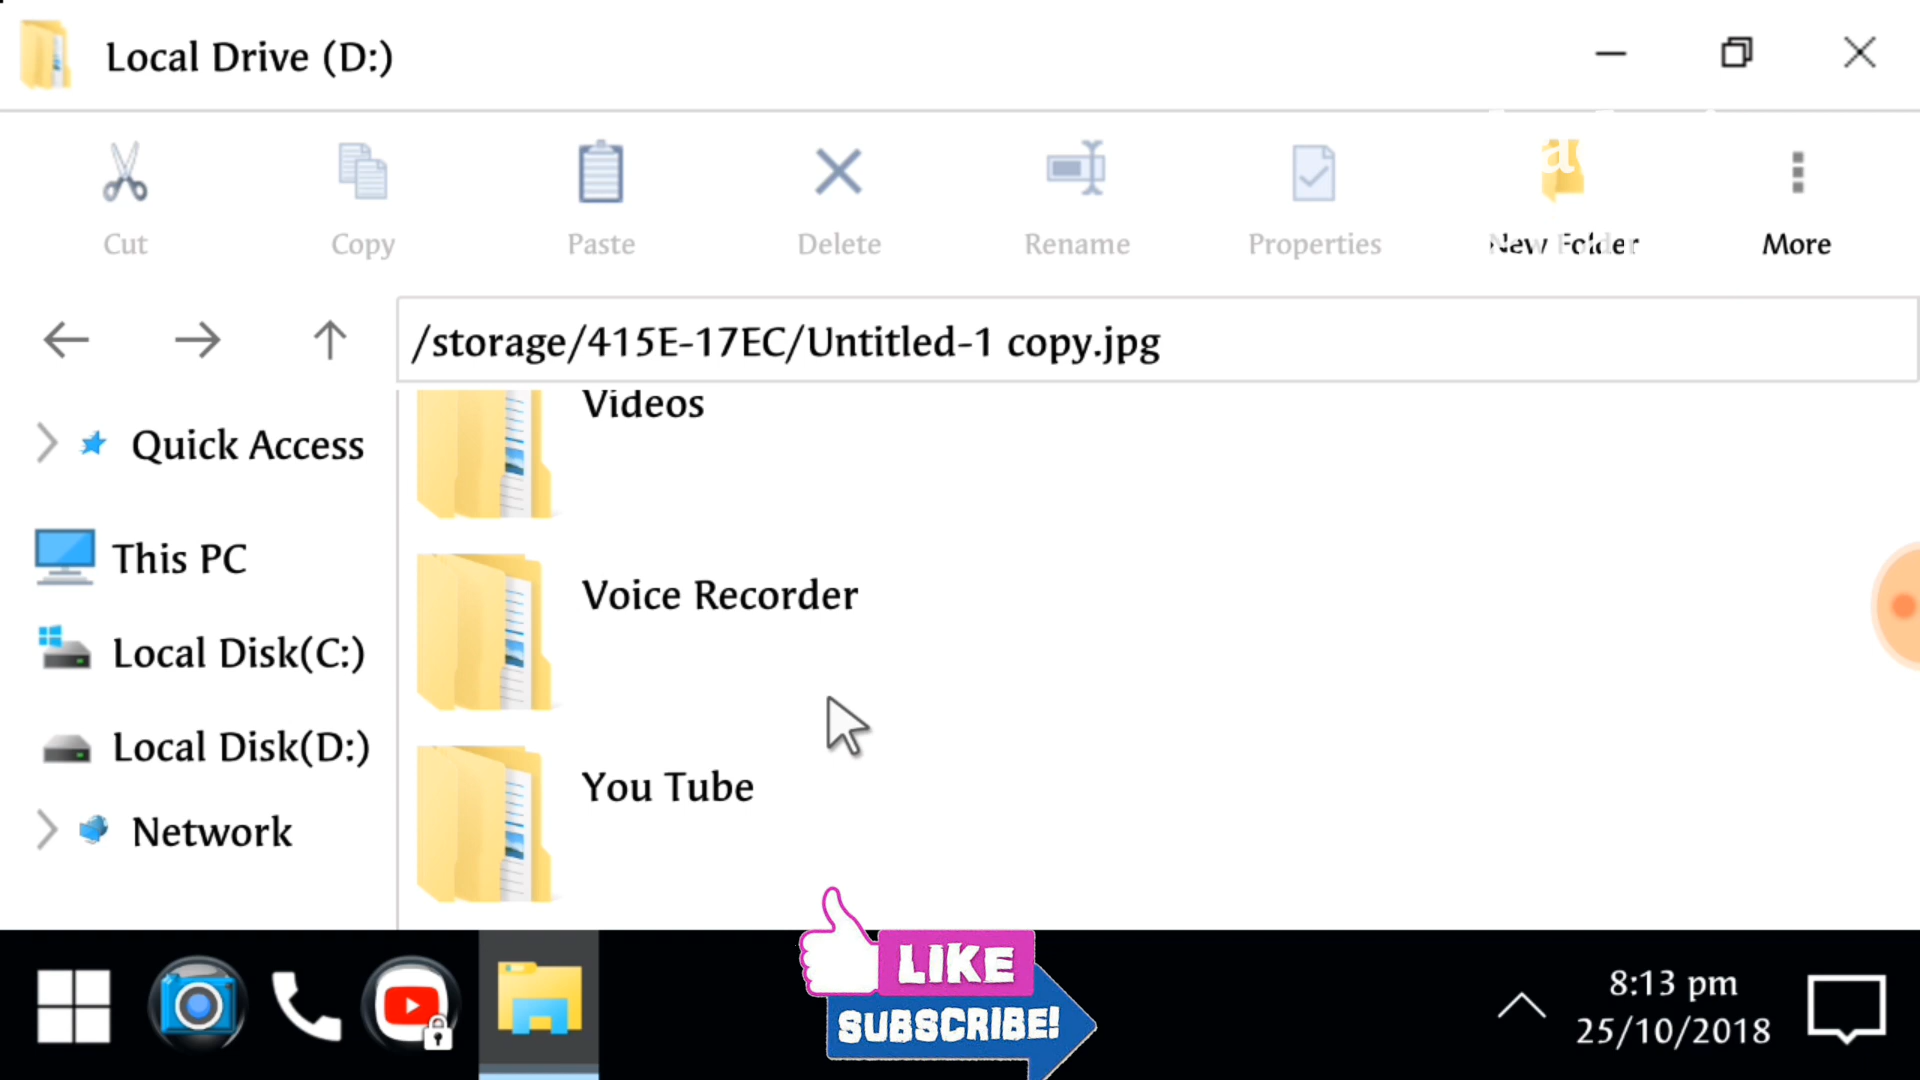 Local Drive (D:)
Cut
Copy
Paste
Delete
Rename
Properties
New Folder
More
/storage/415E-17EC/Untitled-1 copy.jpg
Quick Access
This PC
Local Disk(C:)
Local Disk(D:)
Network
Videos
Voice Recorder
You Tube
LIKE
SUBSCRIBE!
8:13 pm
25/10/2018